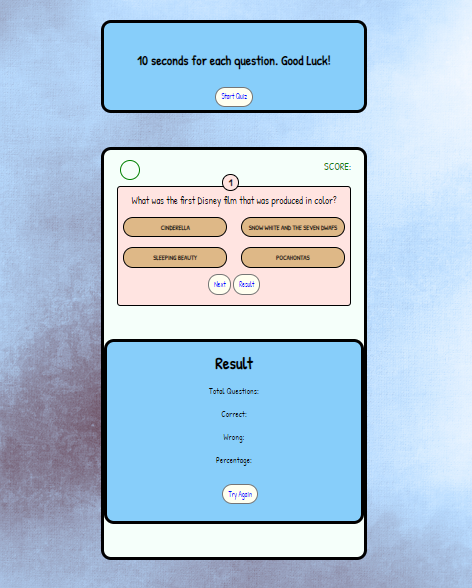 10 seconds for each question. Good Luck!
Start Quiz
SCORE:
1
What was the first Disney film that was produced in color?
CINDERELLA
SNOW WHITE AND THE SEVEN DWAFS
SLEEPING BEAUTY
POCAHONTAS
Next
Result
Result
Total Questions:
Correct:
Wrong:
Percentage:
Try Again